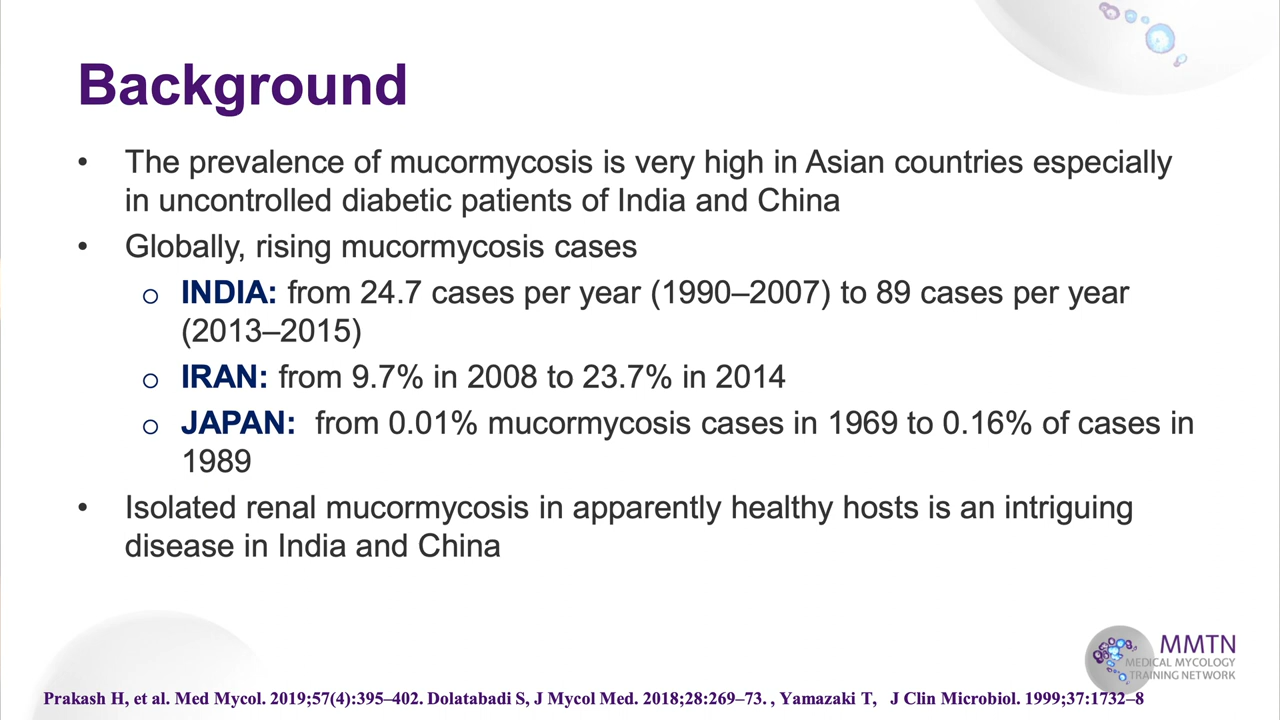 Background
• The prevalence of mucormycosis is very high in Asian countries especially
in uncontrolled diabetic patients of India and China
• Globally, rising mucormycosis cases
o INDIA: from 24.7 cases per year (1990–2007) to 89 cases per year
(2013–2015)
o IRAN: from 9.7% in 2008 to 23.7% in 2014
o JAPAN: from 0.01% mucormycosis cases in 1969 to 0.16% of cases in
1989
• Isolated renal mucormycosis in apparently healthy hosts is an intriguing
disease in India and China
MMTN
MEDICAL MYCOLOGY
TRAINING NETWORK
Prakash H, et al. Med Mycol. 2019;57(4):395–402. Dolatabadi S, J Mycol Med. 2018;28:269–73. , Yamazaki T, J Clin Microbiol. 1999;37:1732–8